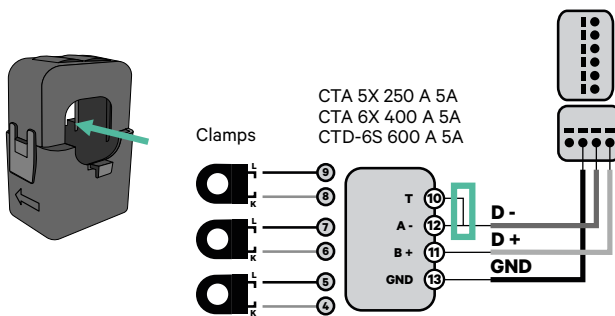 CTA 5X 250 A 5A
CTA 6X 400 A 5A
CTD-6S 600 A 5A
Clamps
L 9
K 8
L 7
K 6
L 5
K 4
T 10
A - 12 D -
B + 11 D +
GND 13 GND